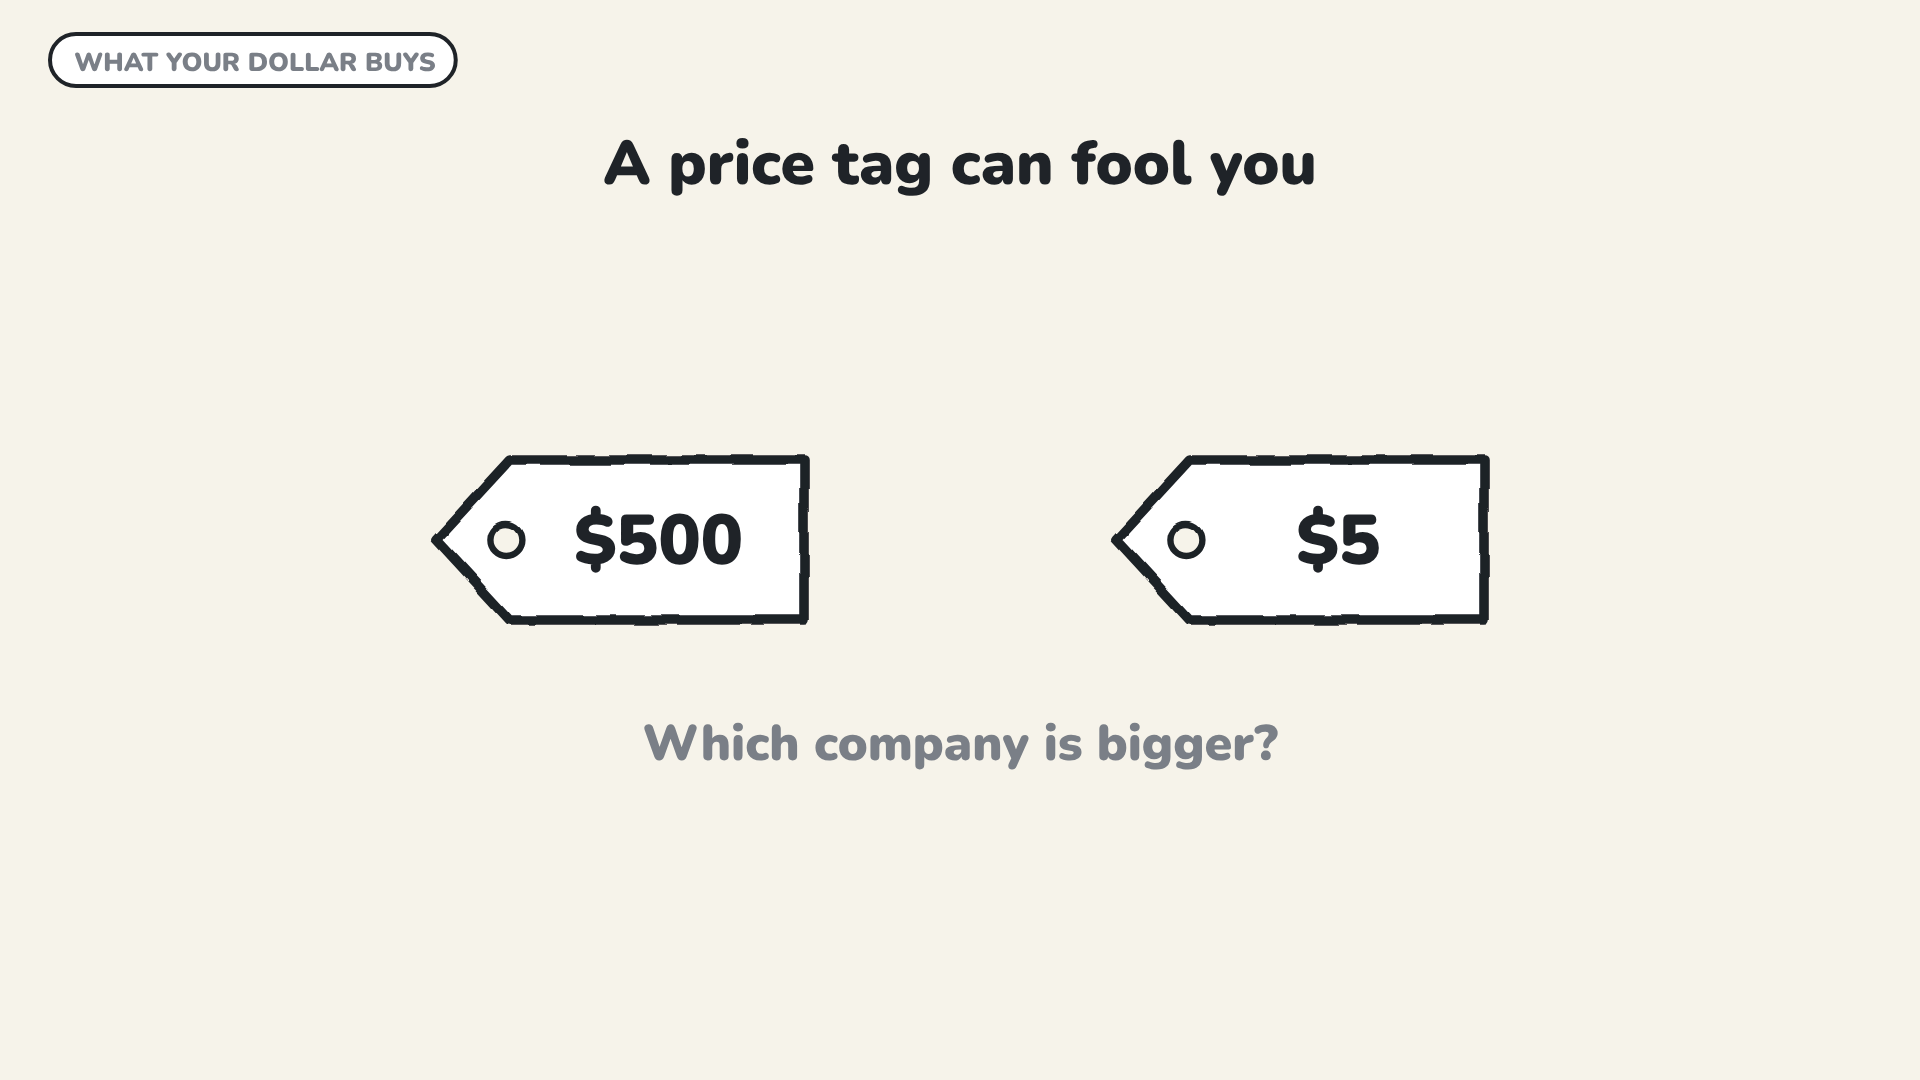 WHAT YOUR DOLLAR BUYS
A price tag can fool you
$500
$5
Which company is bigger?